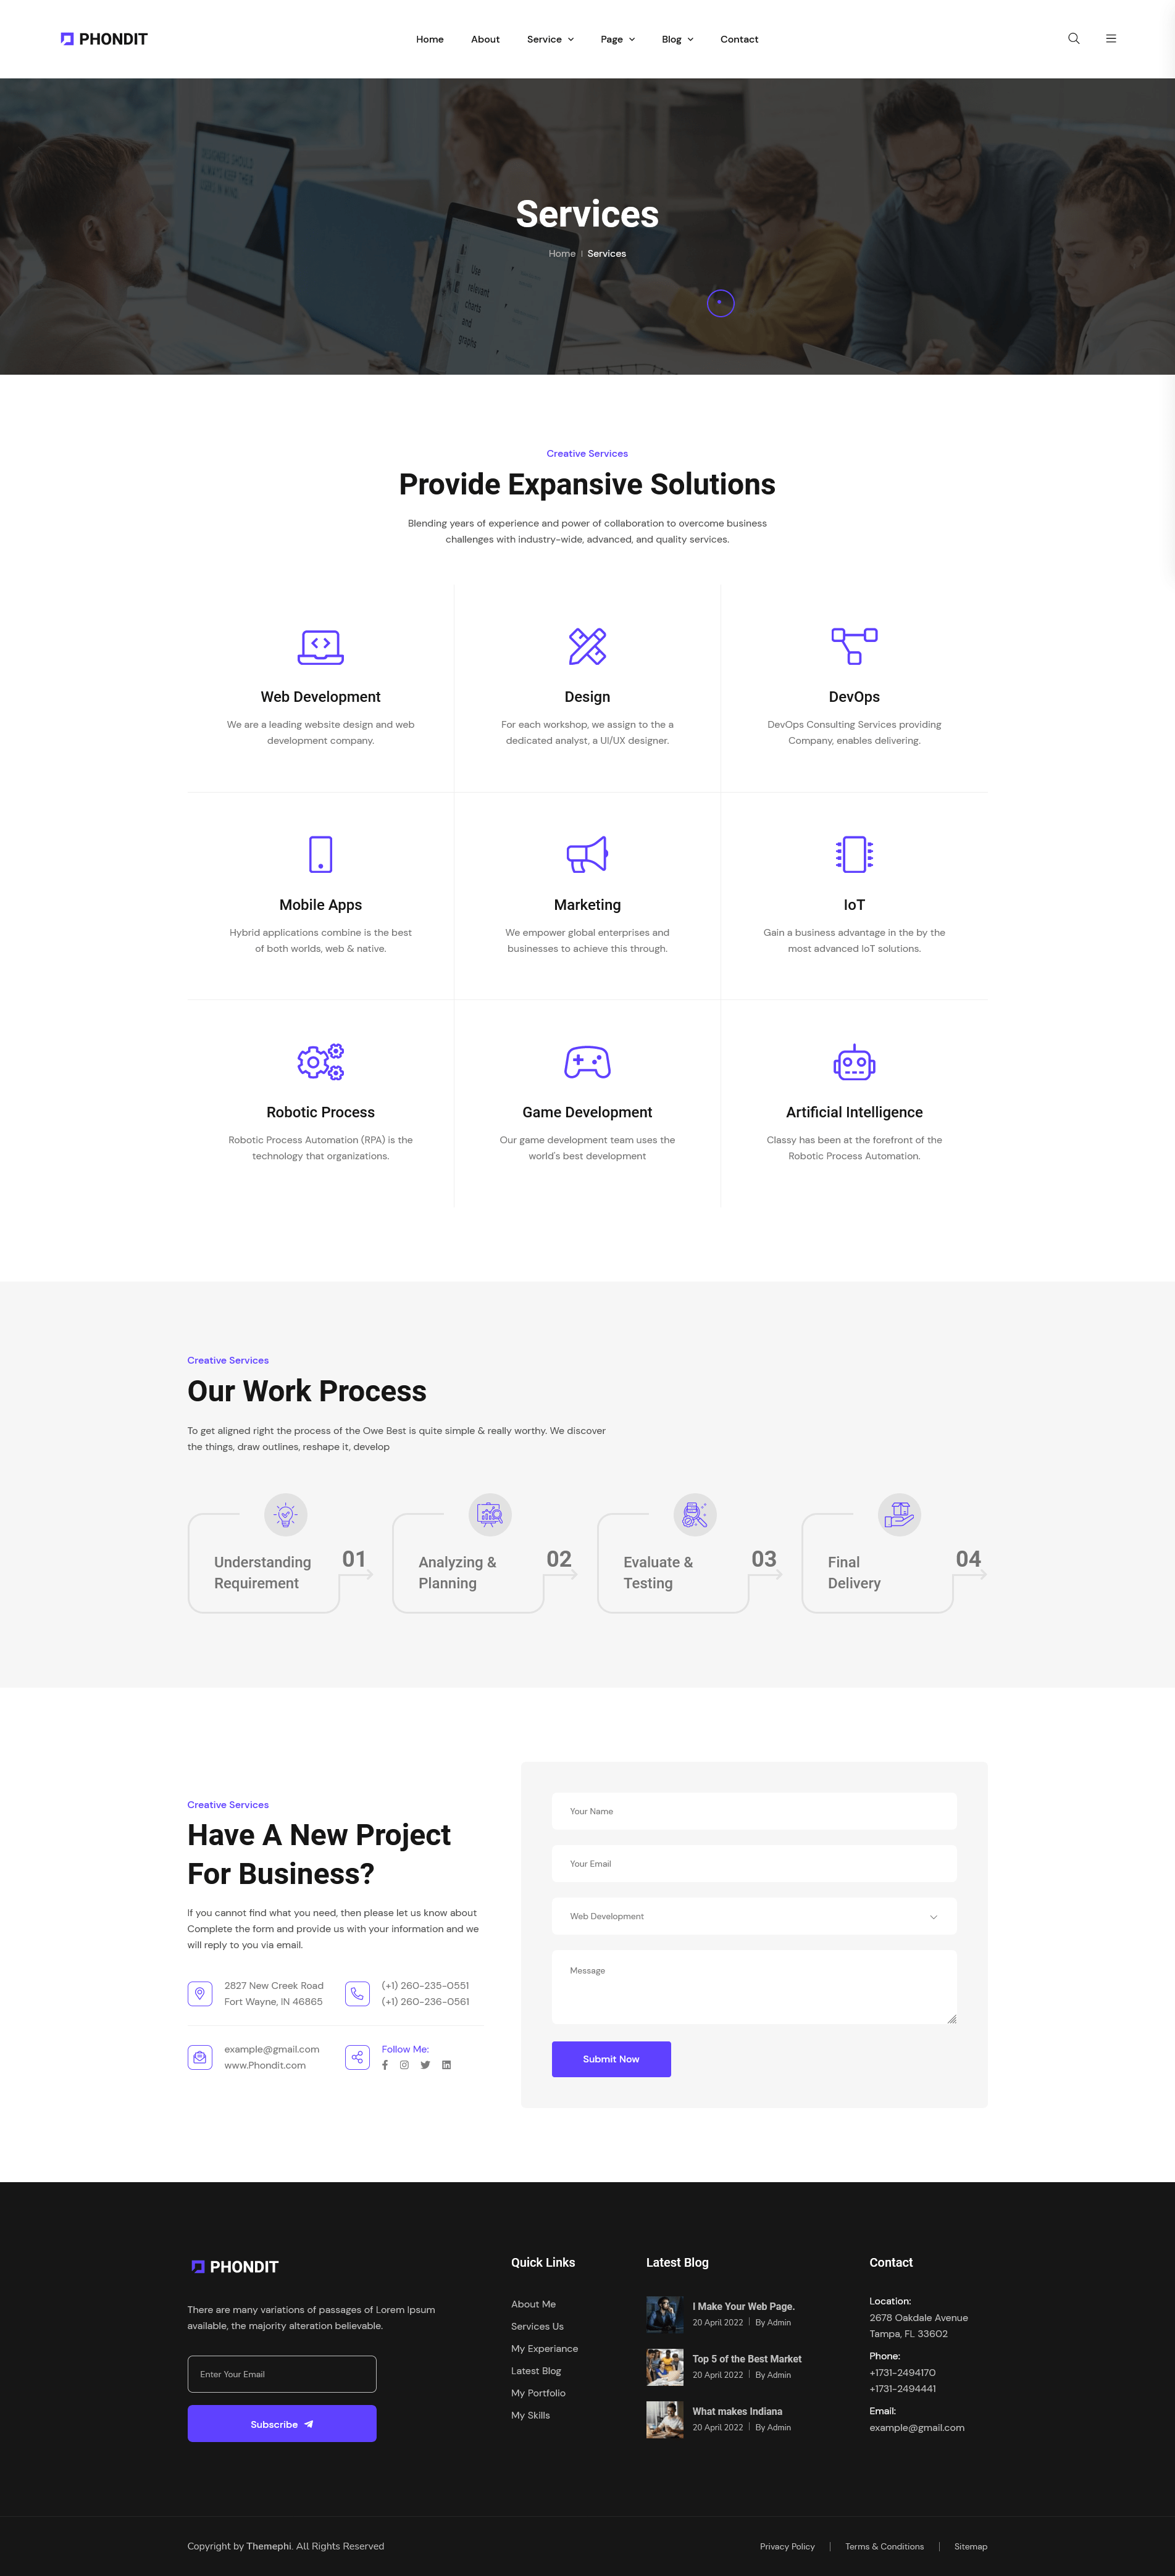 PHONDIT
Home About Service Page Blog Contact
ALWAYS KEEP THEIR
Services
Home Services
Use
relevant
charts
and
graphs
Creative Services
Provide Expansive Solutions
Blending years of experience and power of collaboration to overcome business
challenges with industry-wide, advanced, and quality services.
Web Development
We are a leading website design and web
development company.
Design
For each workshop, we assign to the a
dedicated analyst, a UI/UX designer.
DevOps
DevOps Consulting Services providing
Company, enables delivering.
Mobile Apps
Hybrid applications combine is the best
of both worlds, web & native.
Marketing
We empower global enterprises and
businesses to achieve this through.
IoT
Gain a business advantage in the by the
most advanced IoT solutions.
Robotic Process
Robotic Process Automation (RPA) is the
technology that organizations.
Game Development
Our game development team uses the
world's best development
Artificial Intelligence
Classy has been at the forefront of the
Robotic Process Automation.
Creative Services
Our Work Process
To get aligned right the process of the Owe Best is quite simple & really worthy. We discover
the things, draw outlines, reshape it, develop
Understanding
Requirement
01
Analyzing &
Planning
02
Evaluate &
Testing
03
Final
Delivery
04
Creative Services
Have A New Project
For Business?
If you cannot find what you need, then please let us know about
Complete the form and provide us with your information and we
will reply to you via email.
2827 New Creek Road
Fort Wayne, IN 46865
(+1) 260-235-0551
(+1) 260-236-0561
example@gmail.com
www.Phondit.com
Follow Me:
Your Name
Your Email
Web Development
Message
Submit Now
PHONDIT
There are many variations of passages of Lorem Ipsum
available, the majority alteration believable.
Enter Your Email
Subscribe
Quick Links
About Me
Services Us
My Experiance
Latest Blog
My Portfolio
My Skills
Latest Blog
I Make Your Web Page.
20 April 2022 By Admin
Top 5 of the Best Market
20 April 2022 By Admin
What makes Indiana
20 April 2022 By Admin
Contact
Location:
2678 Oakdale Avenue
Tampa, FL 33602
Phone:
+1731-2494170
+1731-2494441
Email:
example@gmail.com
Copyright by Themephi. All Rights Reserved
Privacy Policy Terms & Conditions Sitemap